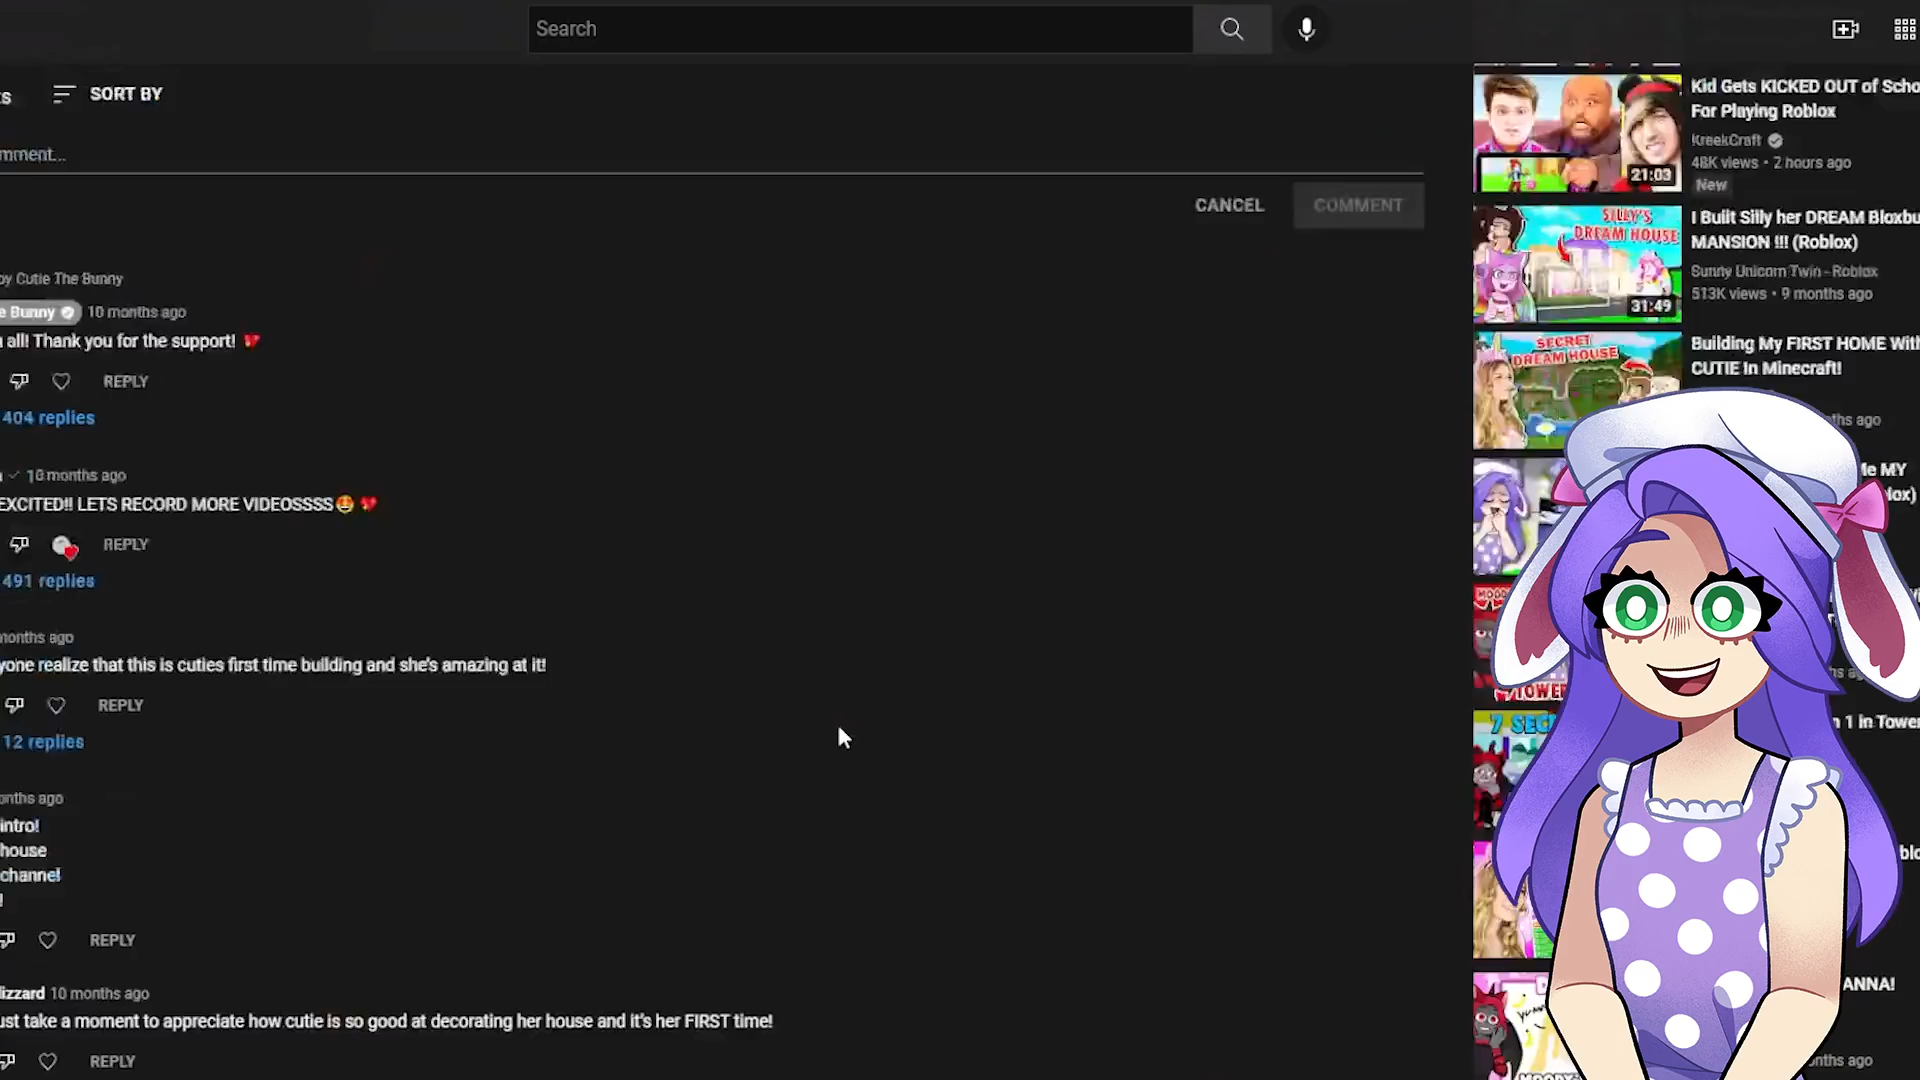 Search
SORT BY
mment...
CANCEL
COMMENT
by Cutie The Bunny
e Bunny 10 months ago
all! Thank you for the support!
REPLY
404 replies
10 months ago
EXCITED!! LETS RECORD MORE VIDEOSSSS
REPLY
491 replies
months ago
yone realize that this is cuties first time building and she's amazing at it!
REPLY
12 replies
onths ago
intro!
house
channel
!
REPLY
izzard 10 months ago
ust take a moment to appreciate how cutie is so good at decorating her house and it's her FIRST time!
REPLY
21:03
Kid Gets KICKED OUT of Scho
For Playing Roblox
KreekCraft
48K views • 2 hours ago
New
SILLY'S
DREAM HOUSE
31:49
I Built Silly her DREAM Bloxbu
MANSION !!! (Roblox)
Sunny Unicorn Twin - Roblox
513K views • 9 months ago
SECRET
DREAM HOUSE
Building My FIRST HOME With
CUTIE In Minecraft!
ths ago
Me MY
lox)
TOWE
7 SEC
n 1 in Tower
ANNA!
nths ago